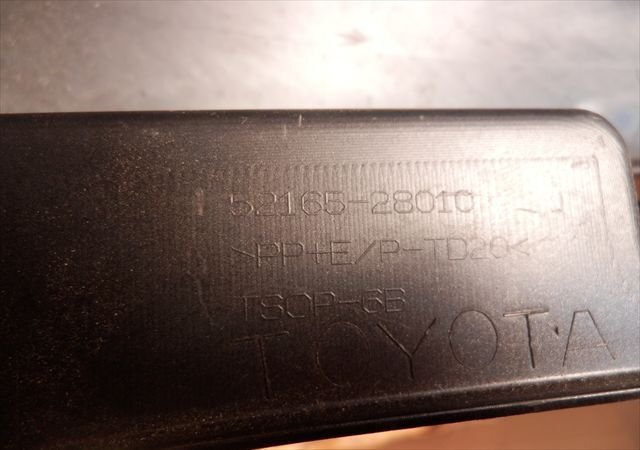 52165-28010
>PP+E/P-TD20<
TSOP-6B
TOYOTA